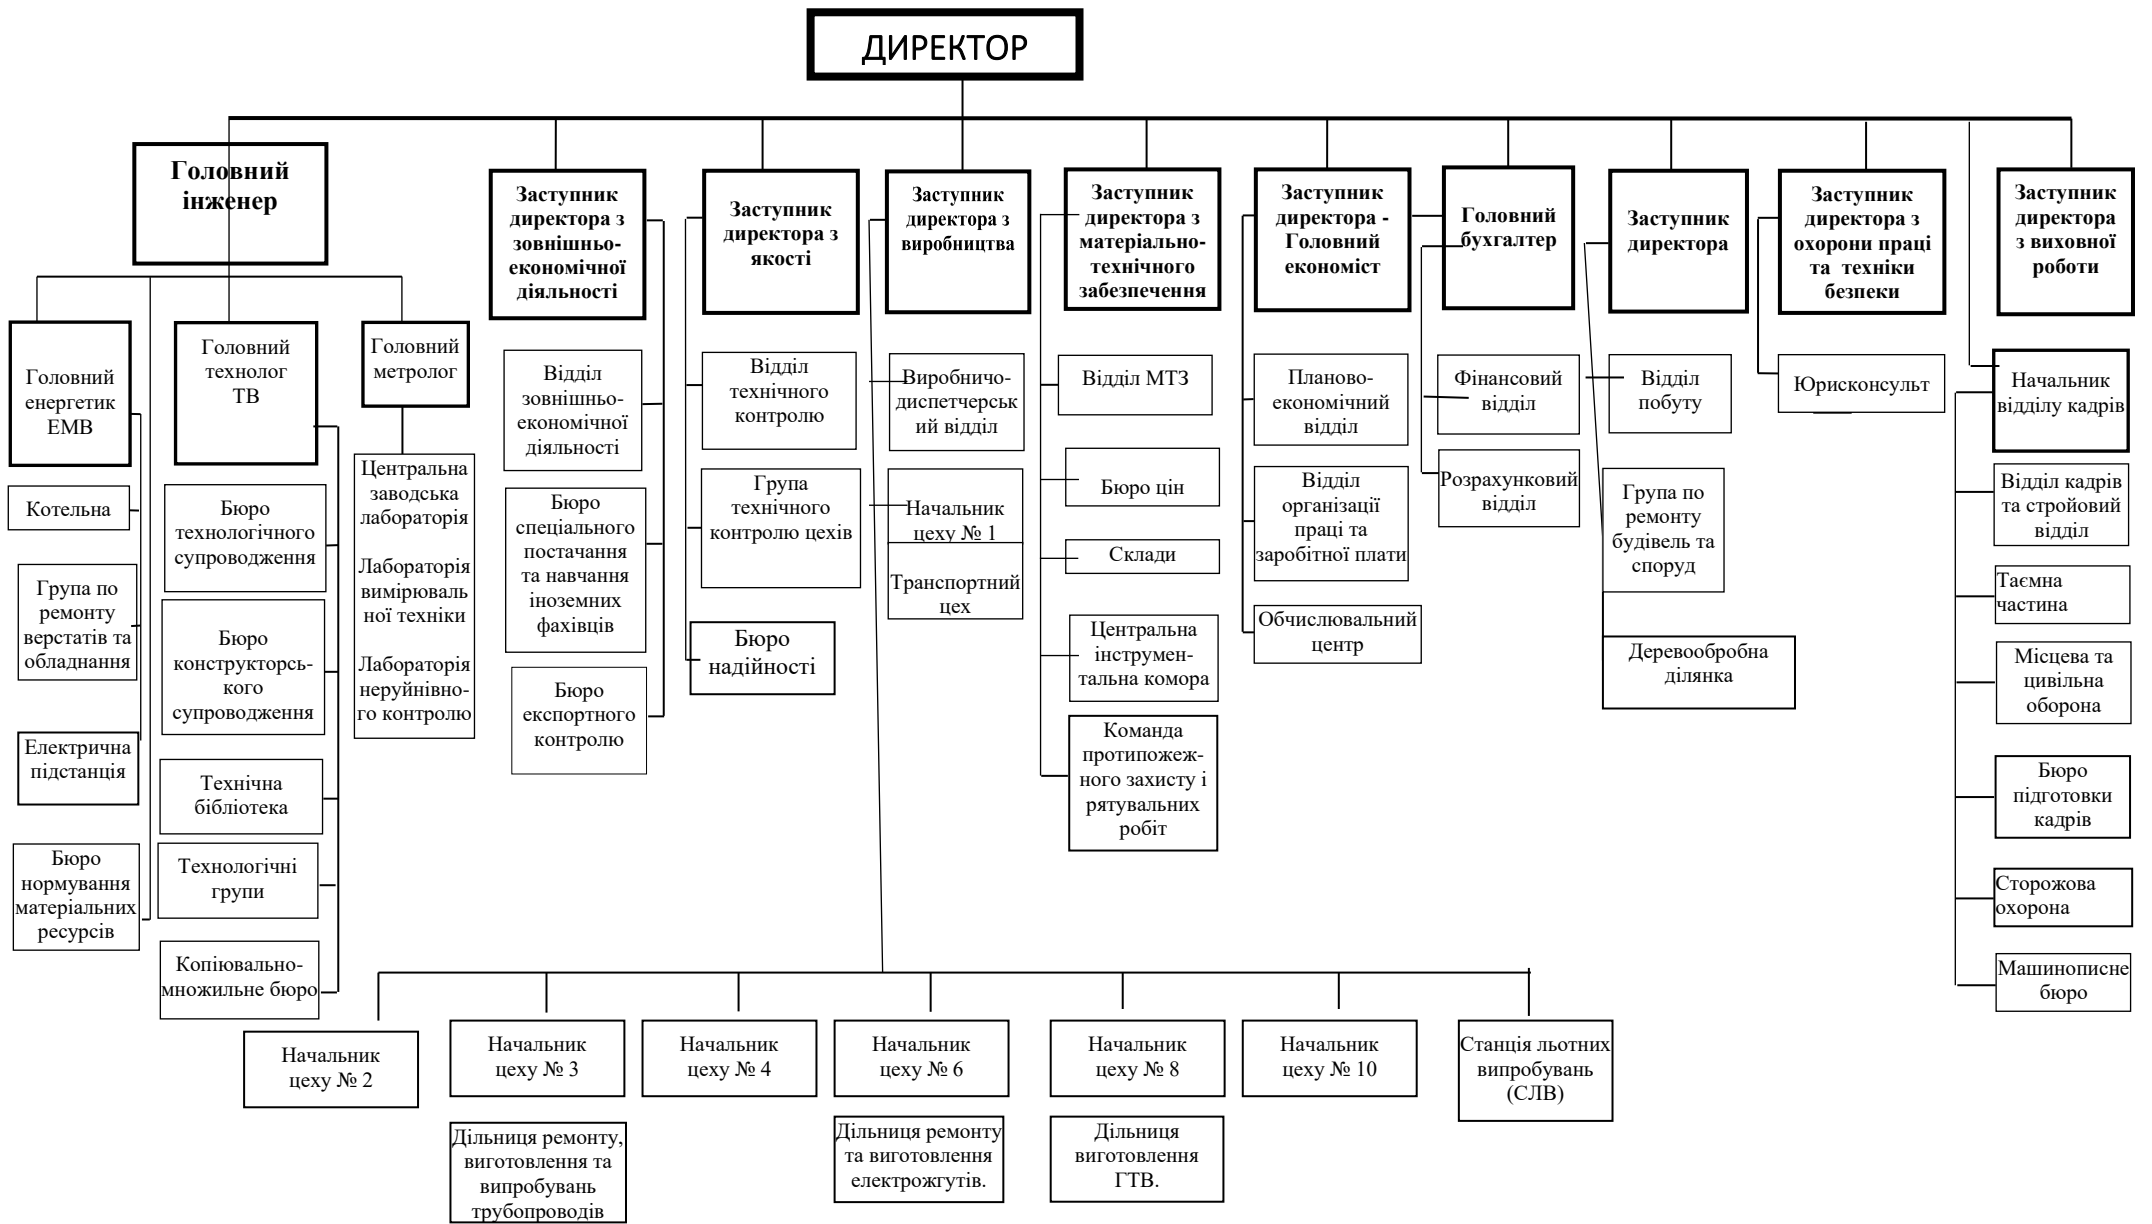 ДИРЕКТОР
Головний
інженер
Заступник
директора з
зовнішньо-
економічної
діяльності
Заступник
директора з
якості
Заступник
директора з
виробництва
Заступник
директора з
матеріально-
технічного
забезпечення
Заступник
директора -
Головний
економіст
Головний
бухгалтер
Заступник
директора
Заступник
директора з
охорони праці
та техніки
безпеки
Заступник
директора
з виховної
роботи
Головний
енергетик
ЕМВ
Головний
технолог
ТВ
Головний
метролог
Котельна
Група по
ремонту
верстатів та
обладнання
Електрична
підстанція
Бюро
нормування
матеріальних
ресурсів
Бюро
технологічного
супроводження
Бюро
конструкторсь-
кого
супроводження
Технічна
бібліотека
Технологічні
групи
Копіювально-
множильне бюро
Центральна
заводська
лабораторія
Лабораторія
вимірюваль
ної техніки
Лабораторія
неруйнівно-
го контролю
Відділ
зовнішньо-
економічної
діяльності
Бюро
спеціального
постачання
та навчання
іноземних
фахівців
Бюро
експортного
контролю
Відділ
технічного
контролю
Група
технічного
контролю цехів
Бюро
надійності
Виробничо-
диспетчерськ
ий відділ
Начальник
цеху № 1
Транспортний
цех
Відділ МТЗ
Бюро цін
Склади
Центральна
інструмен-
тальна комора
Команда
протипожеж-
ного захисту і
рятувальних
робіт
Планово-
економічний
відділ
Відділ
організації
праці та
заробітної плати
Обчислювальний
центр
Фінансовий
відділ
Розрахунковий
відділ
Відділ
побуту
Група по
ремонту
будівель та
споруд
Деревообробна
ділянка
Юрисконсульт
Начальник
відділу кадрів
Відділ кадрів
та стройовий
відділ
Таємна
частина
Місцева та
цивільна
оборона
Бюро
підготовки
кадрів
Сторожова
охорона
Машинописне
бюро
Начальник
цеху № 2
Начальник
цеху № 3
Начальник
цеху № 4
Начальник
цеху № 6
Начальник
цеху № 8
Начальник
цеху № 10
Станція льотних
випробувань
(СЛВ)
Дільниця ремонту,
виготовлення та
випробувань
трубопроводів
Дільниця ремонту
та виготовлення
електрожгутів.
Дільниця
виготовлення
ГТВ.